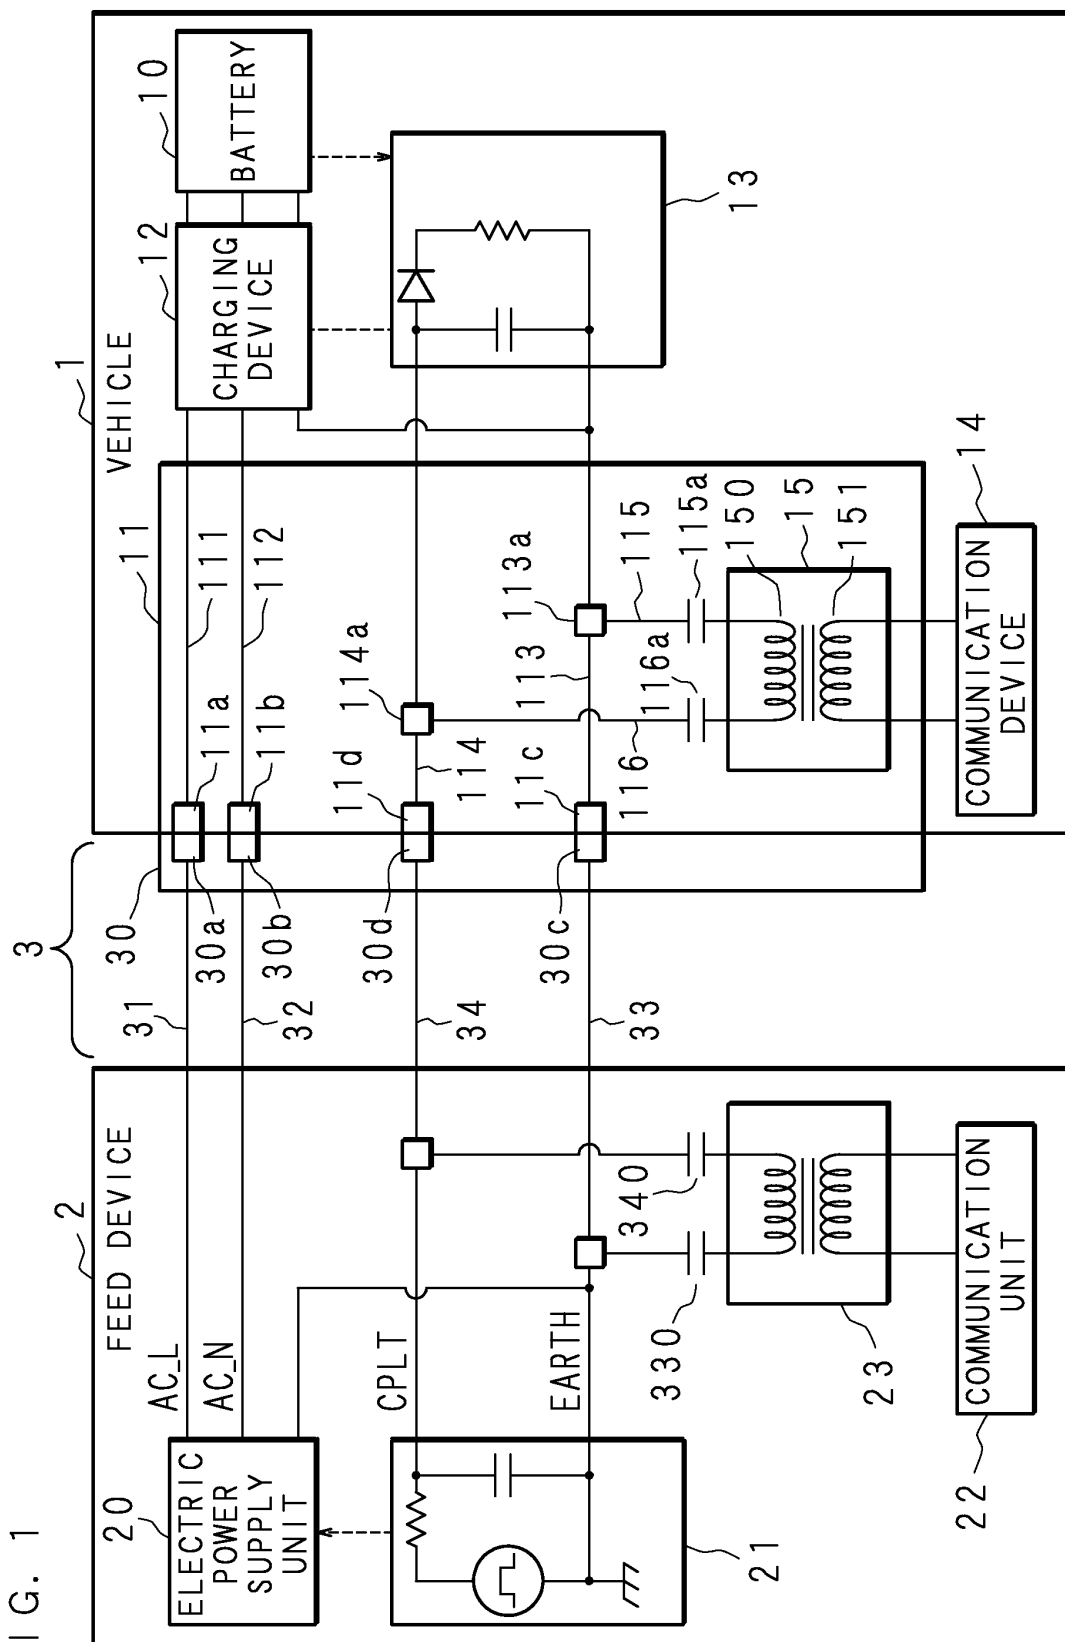 IG. 1
2
FEED DEVICE
3
1
VEHICLE
20
ELECTRIC
POWER
SUPPLY
UNIT
AC_L
AC_N
CPLT
EARTH
31
32
34
33
30
30a
30b
30d
30c
11
11a
11b
11d
11c
111
112
114
114a
113
113a
12
CHARGING
DEVICE
10
BATTERY
13
21
330
340
23
22
COMMUNICATION
UNIT
116
116a
115
115a
150
15
151
14
COMMUNICATION
DEVICE